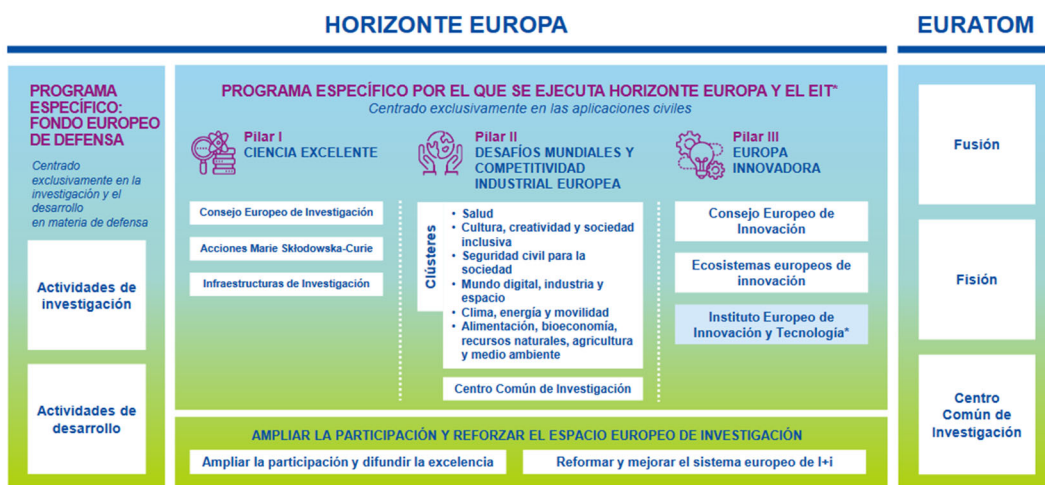 HORIZONTE EUROPA
EURATOM
PROGRAMA
ESPECÍFICO:
FONDO EUROPEO
DE DEFENSA
Centrado
exclusivamente en la
investigación y el
desarrollo
en materia de defensa
Actividades de
investigación
Actividades de
desarrollo
PROGRAMA ESPECÍFICO POR EL QUE SE EJECUTA HORIZONTE EUROPA Y EL EIT*
Centrado exclusivamente en las aplicaciones civiles
Pilar I
CIENCIA EXCELENTE
Consejo Europeo de Investigación
Acciones Marie Skłodowska-Curie
Infraestructuras de Investigación
Pilar II
DESAFÍOS MUNDIALES Y
COMPETITIVIDAD
INDUSTRIAL EUROPEA
Clústeres
• Salud
• Cultura, creatividad y sociedad
inclusiva
• Seguridad civil para la
sociedad
• Mundo digital, industria y
espacio
• Clima, energía y movilidad
• Alimentación, bioeconomía,
recursos naturales, agricultura
y medio ambiente
Centro Común de Investigación
Pilar III
EUROPA
INNOVADORA
Consejo Europeo de
Innovación
Ecosistemas europeos de
innovación
Instituto Europeo de
Innovación y Tecnología*
AMPLIAR LA PARTICIPACIÓN Y REFORZAR EL ESPACIO EUROPEO DE INVESTIGACIÓN
Ampliar la participación y difundir la excelencia
Reformar y mejorar el sistema europeo de I+i
Fusión
Fisión
Centro
Común de
Investigación